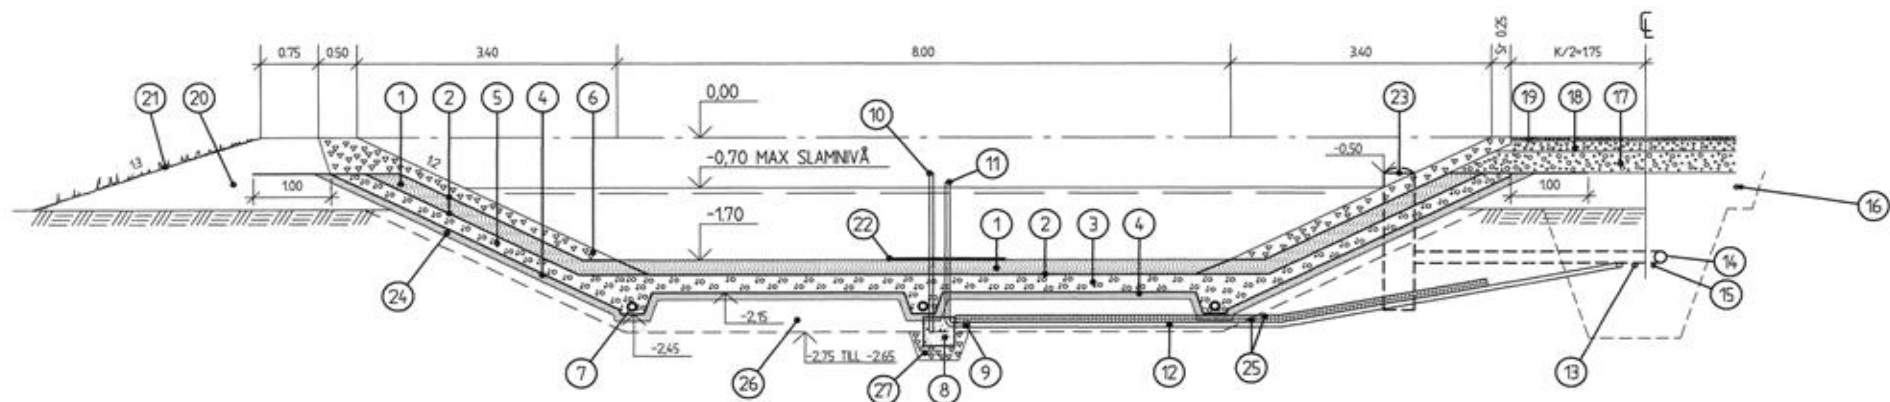 ℄
0.75 0.50 3.40 8.00 3.40 0.25 K/2=1.75
21 20 1 2 5 4 6 0,00 10 23 19 18 17
1:3 1:2 -0,70 MAX SLAMNIVÅ 11 -0.50
1.00 1.00 16
-1.70
22 1 2 3 4
24 14
15
-2,15
-2,45 -2,75 TILL -2.65
7 26 27 8 9 12 25 13